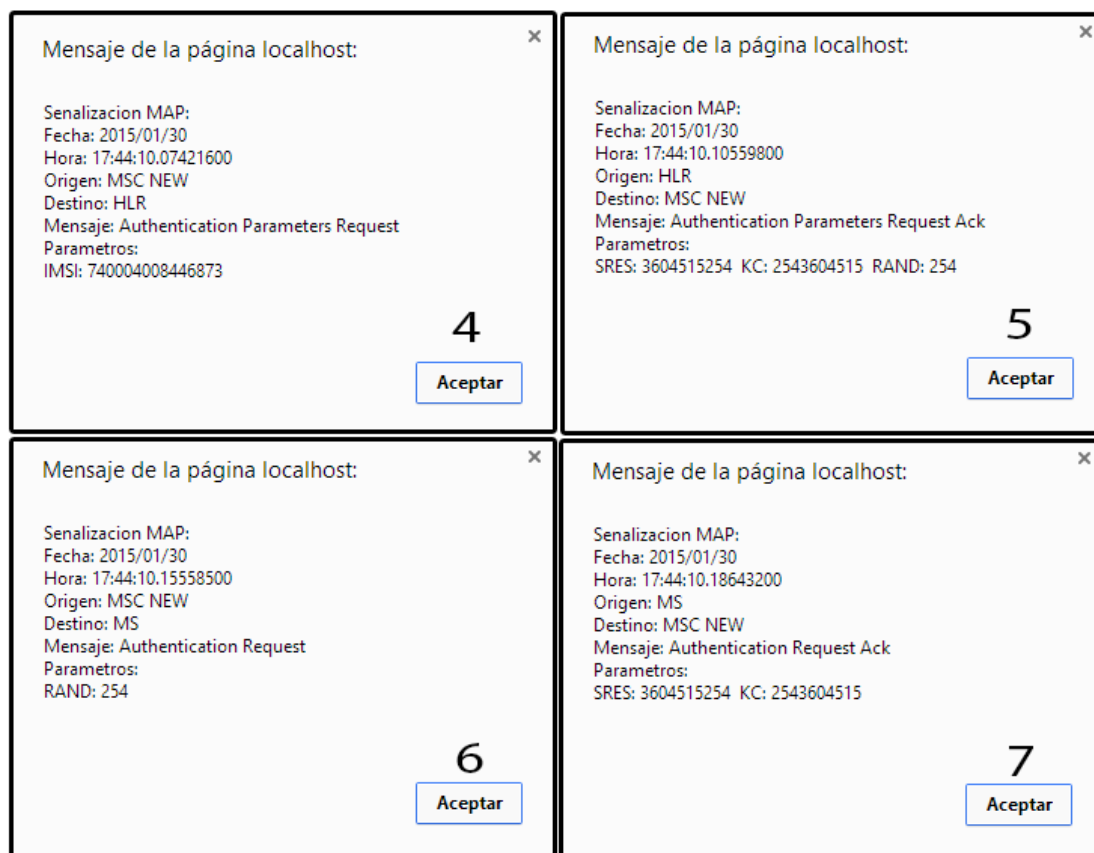 Mensaje de la página localhost:
×
Senalizacion MAP:
Fecha: 2015/01/30
Hora: 17:44:10.07421600
Origen: MSC NEW
Destino: HLR
Mensaje: Authentication Parameters Request
Parametros:
IMSI: 740004008446873
4
Aceptar
Mensaje de la página localhost:
×
Senalizacion MAP:
Fecha: 2015/01/30
Hora: 17:44:10.10559800
Origen: HLR
Destino: MSC NEW
Mensaje: Authentication Parameters Request Ack
Parametros:
SRES: 3604515254 KC: 2543604515 RAND: 254
5
Aceptar
Mensaje de la página localhost:
×
Senalizacion MAP:
Fecha: 2015/01/30
Hora: 17:44:10.15558500
Origen: MSC NEW
Destino: MS
Mensaje: Authentication Request
Parametros:
RAND: 254
6
Aceptar
Mensaje de la página localhost:
×
Senalizacion MAP:
Fecha: 2015/01/30
Hora: 17:44:10.18643200
Origen: MS
Destino: MSC NEW
Mensaje: Authentication Request Ack
Parametros:
SRES: 3604515254 KC: 2543604515
7
Aceptar